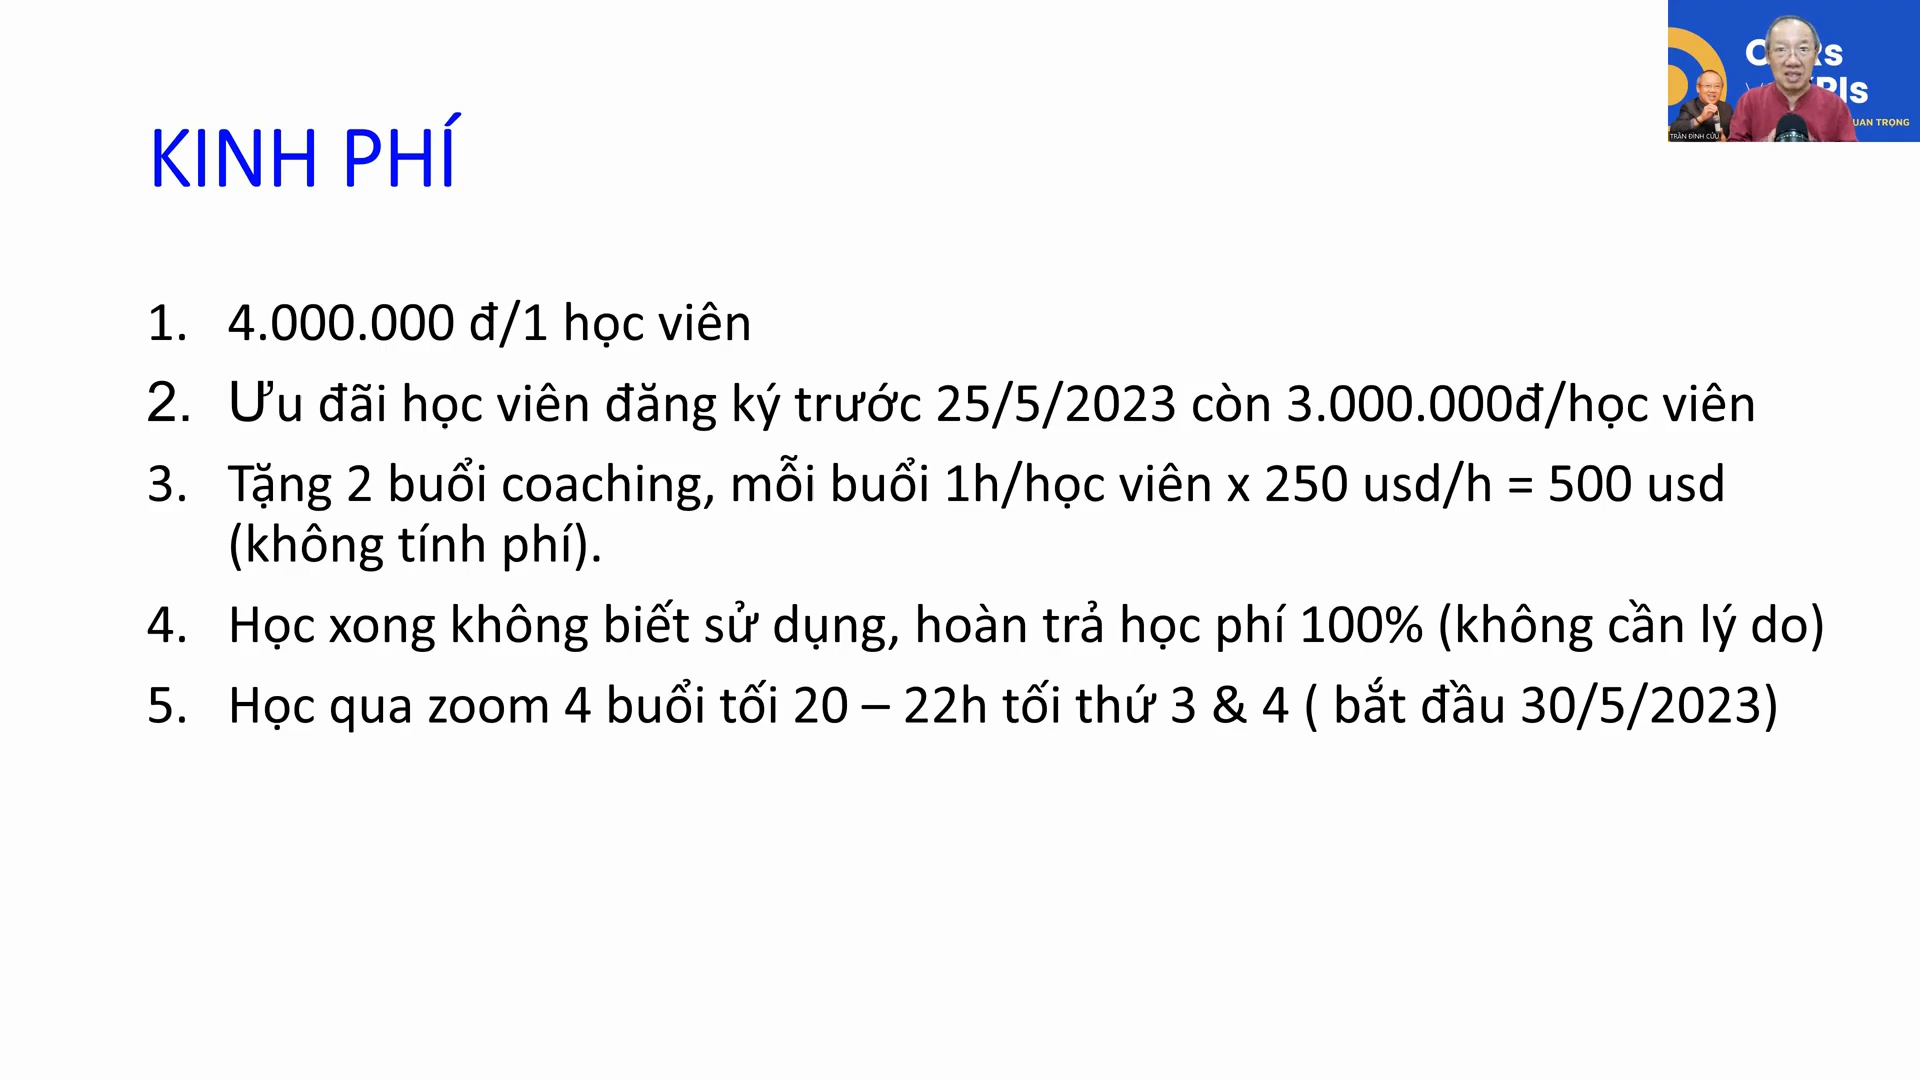 KINH PHÍ
1. 4.000.000 đ/1 học viên
2. Ưu đãi học viên đăng ký trước 25/5/2023 còn 3.000.000đ/học viên
3. Tặng 2 buổi coaching, mỗi buổi 1h/học viên x 250 usd/h = 500 usd
(không tính phí).
4. Học xong không biết sử dụng, hoàn trả học phí 100% (không cần lý do)
5. Học qua zoom 4 buổi tối 20 – 22h tối thứ 3 & 4 ( bắt đầu 30/5/2023)
TRẦN ĐÌNH CỬU
TRỌNG